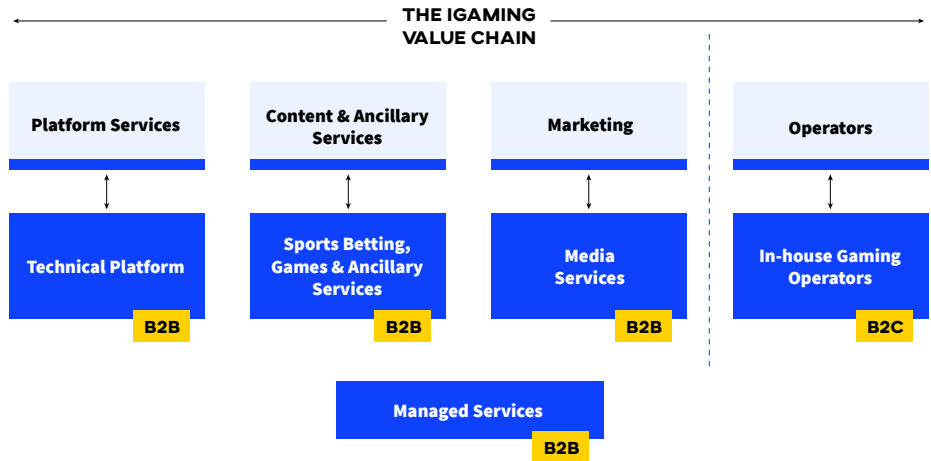 THE IGAMING
VALUE CHAIN
Platform Services
Content & Ancillary
Services
Marketing
Operators
Technical Platform
B2B
Sports Betting,
Games & Ancillary
Services
B2B
Media
Services
B2B
In-house Gaming
Operators
B2C
Managed Services
B2B